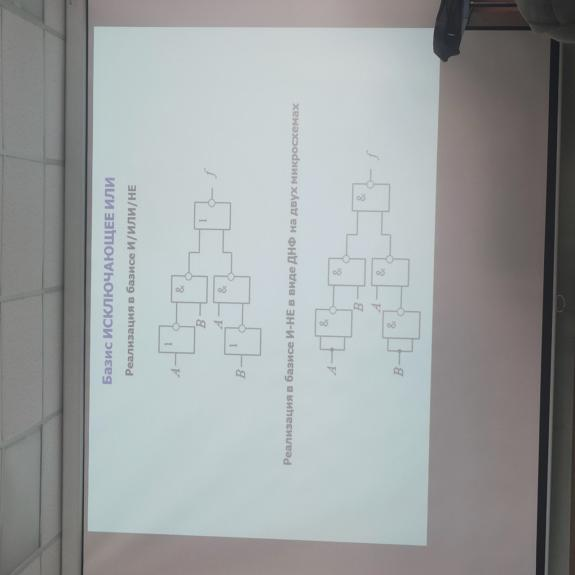 Базис ИСКЛЮЧАЮЩЕЕ ИЛИ
Реализация в базисе И/ИЛИ/НЕ
A
1
B
&
A
&
B
1
1
f
Реализация в базисе И-НЕ в виде ДНФ на двух микросхемах
A
&
B
&
A
&
B
&
&
f